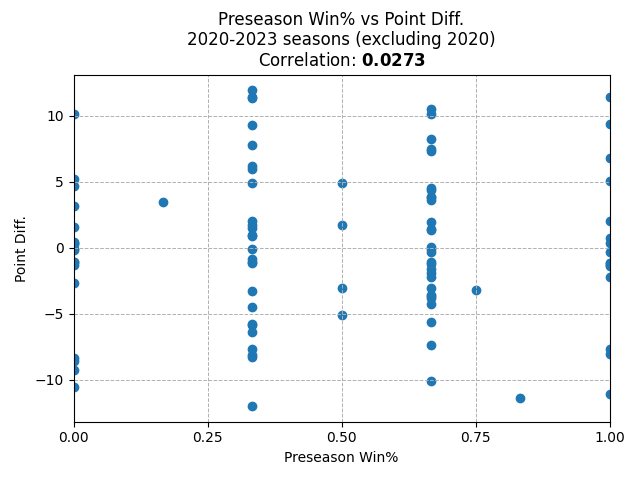 Preseason Win% vs Point Diff.
2020-2023 seasons (excluding 2020)
Correlation: 0.0273
10
5
0
−5
−10
Point Diff.
0.00 0.25 0.50 0.75 1.00
Preseason Win%